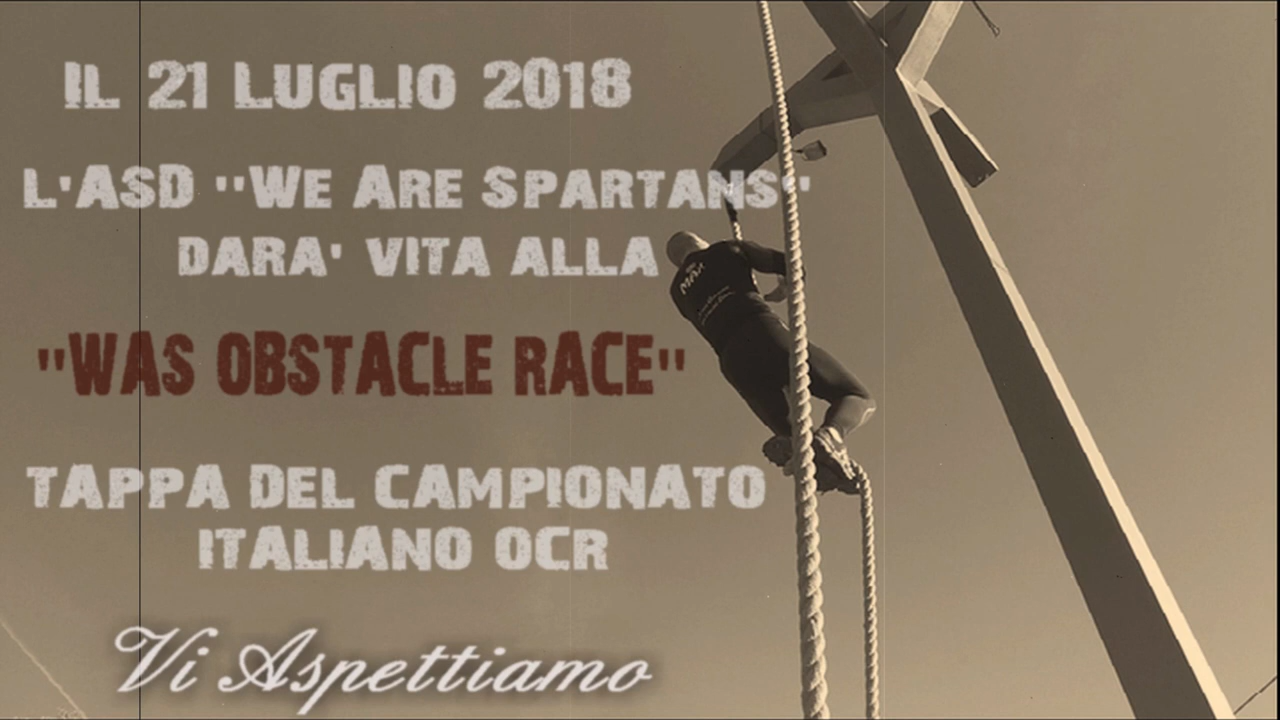 IL 21 LUGLIO 2018
L'ASD "WE ARE SPARTANS"
DARA' VITA ALLA
"WAS OBSTACLE RACE"
TAPPA DEL CAMPIONATO
ITALIANO OCR
Vi Aspettiamo